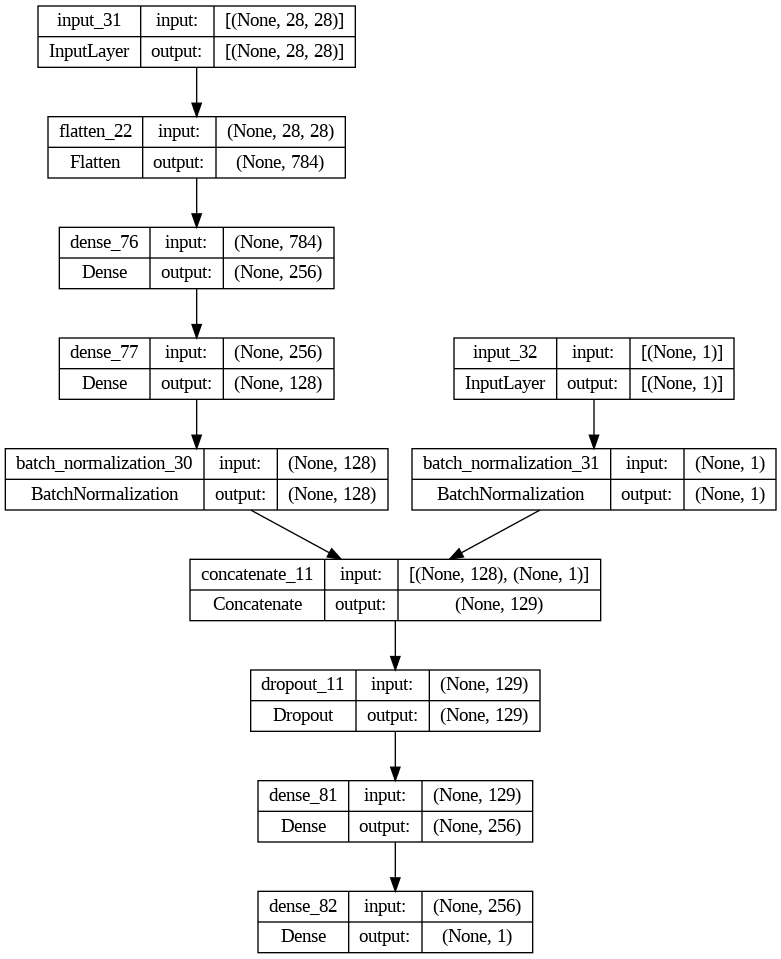 input_31 input: [(None, 28, 28)]
InputLayer output: [(None, 28, 28)]
flatten_22 input: (None, 28, 28)
Flatten output: (None, 784)
dense_76 input: (None, 784)
Dense output: (None, 256)
dense_77 input: (None, 256)
Dense output: (None, 128)
input_32 input: [(None, 1)]
InputLayer output: [(None, 1)]
batch_normalization_30 input: (None, 128)
BatchNormalization output: (None, 128)
batch_normalization_31 input: (None, 1)
BatchNormalization output: (None, 1)
concatenate_11 input: [(None, 128), (None, 1)]
Concatenate output: (None, 129)
dropout_11 input: (None, 129)
Dropout output: (None, 129)
dense_81 input: (None, 129)
Dense output: (None, 256)
dense_82 input: (None, 256)
Dense output: (None, 1)